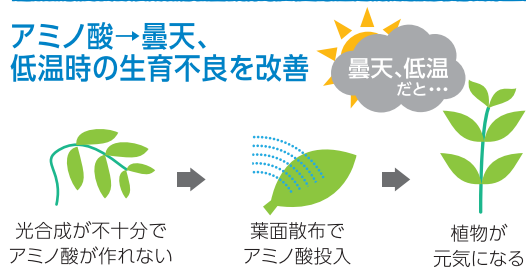 アミノ酸→曇天、
低温時の生育不良を改善
曇天、低温
だと・・・
光合成が不十分で
アミノ酸が作れない
葉面散布で
アミノ酸投入
植物が
元気になる